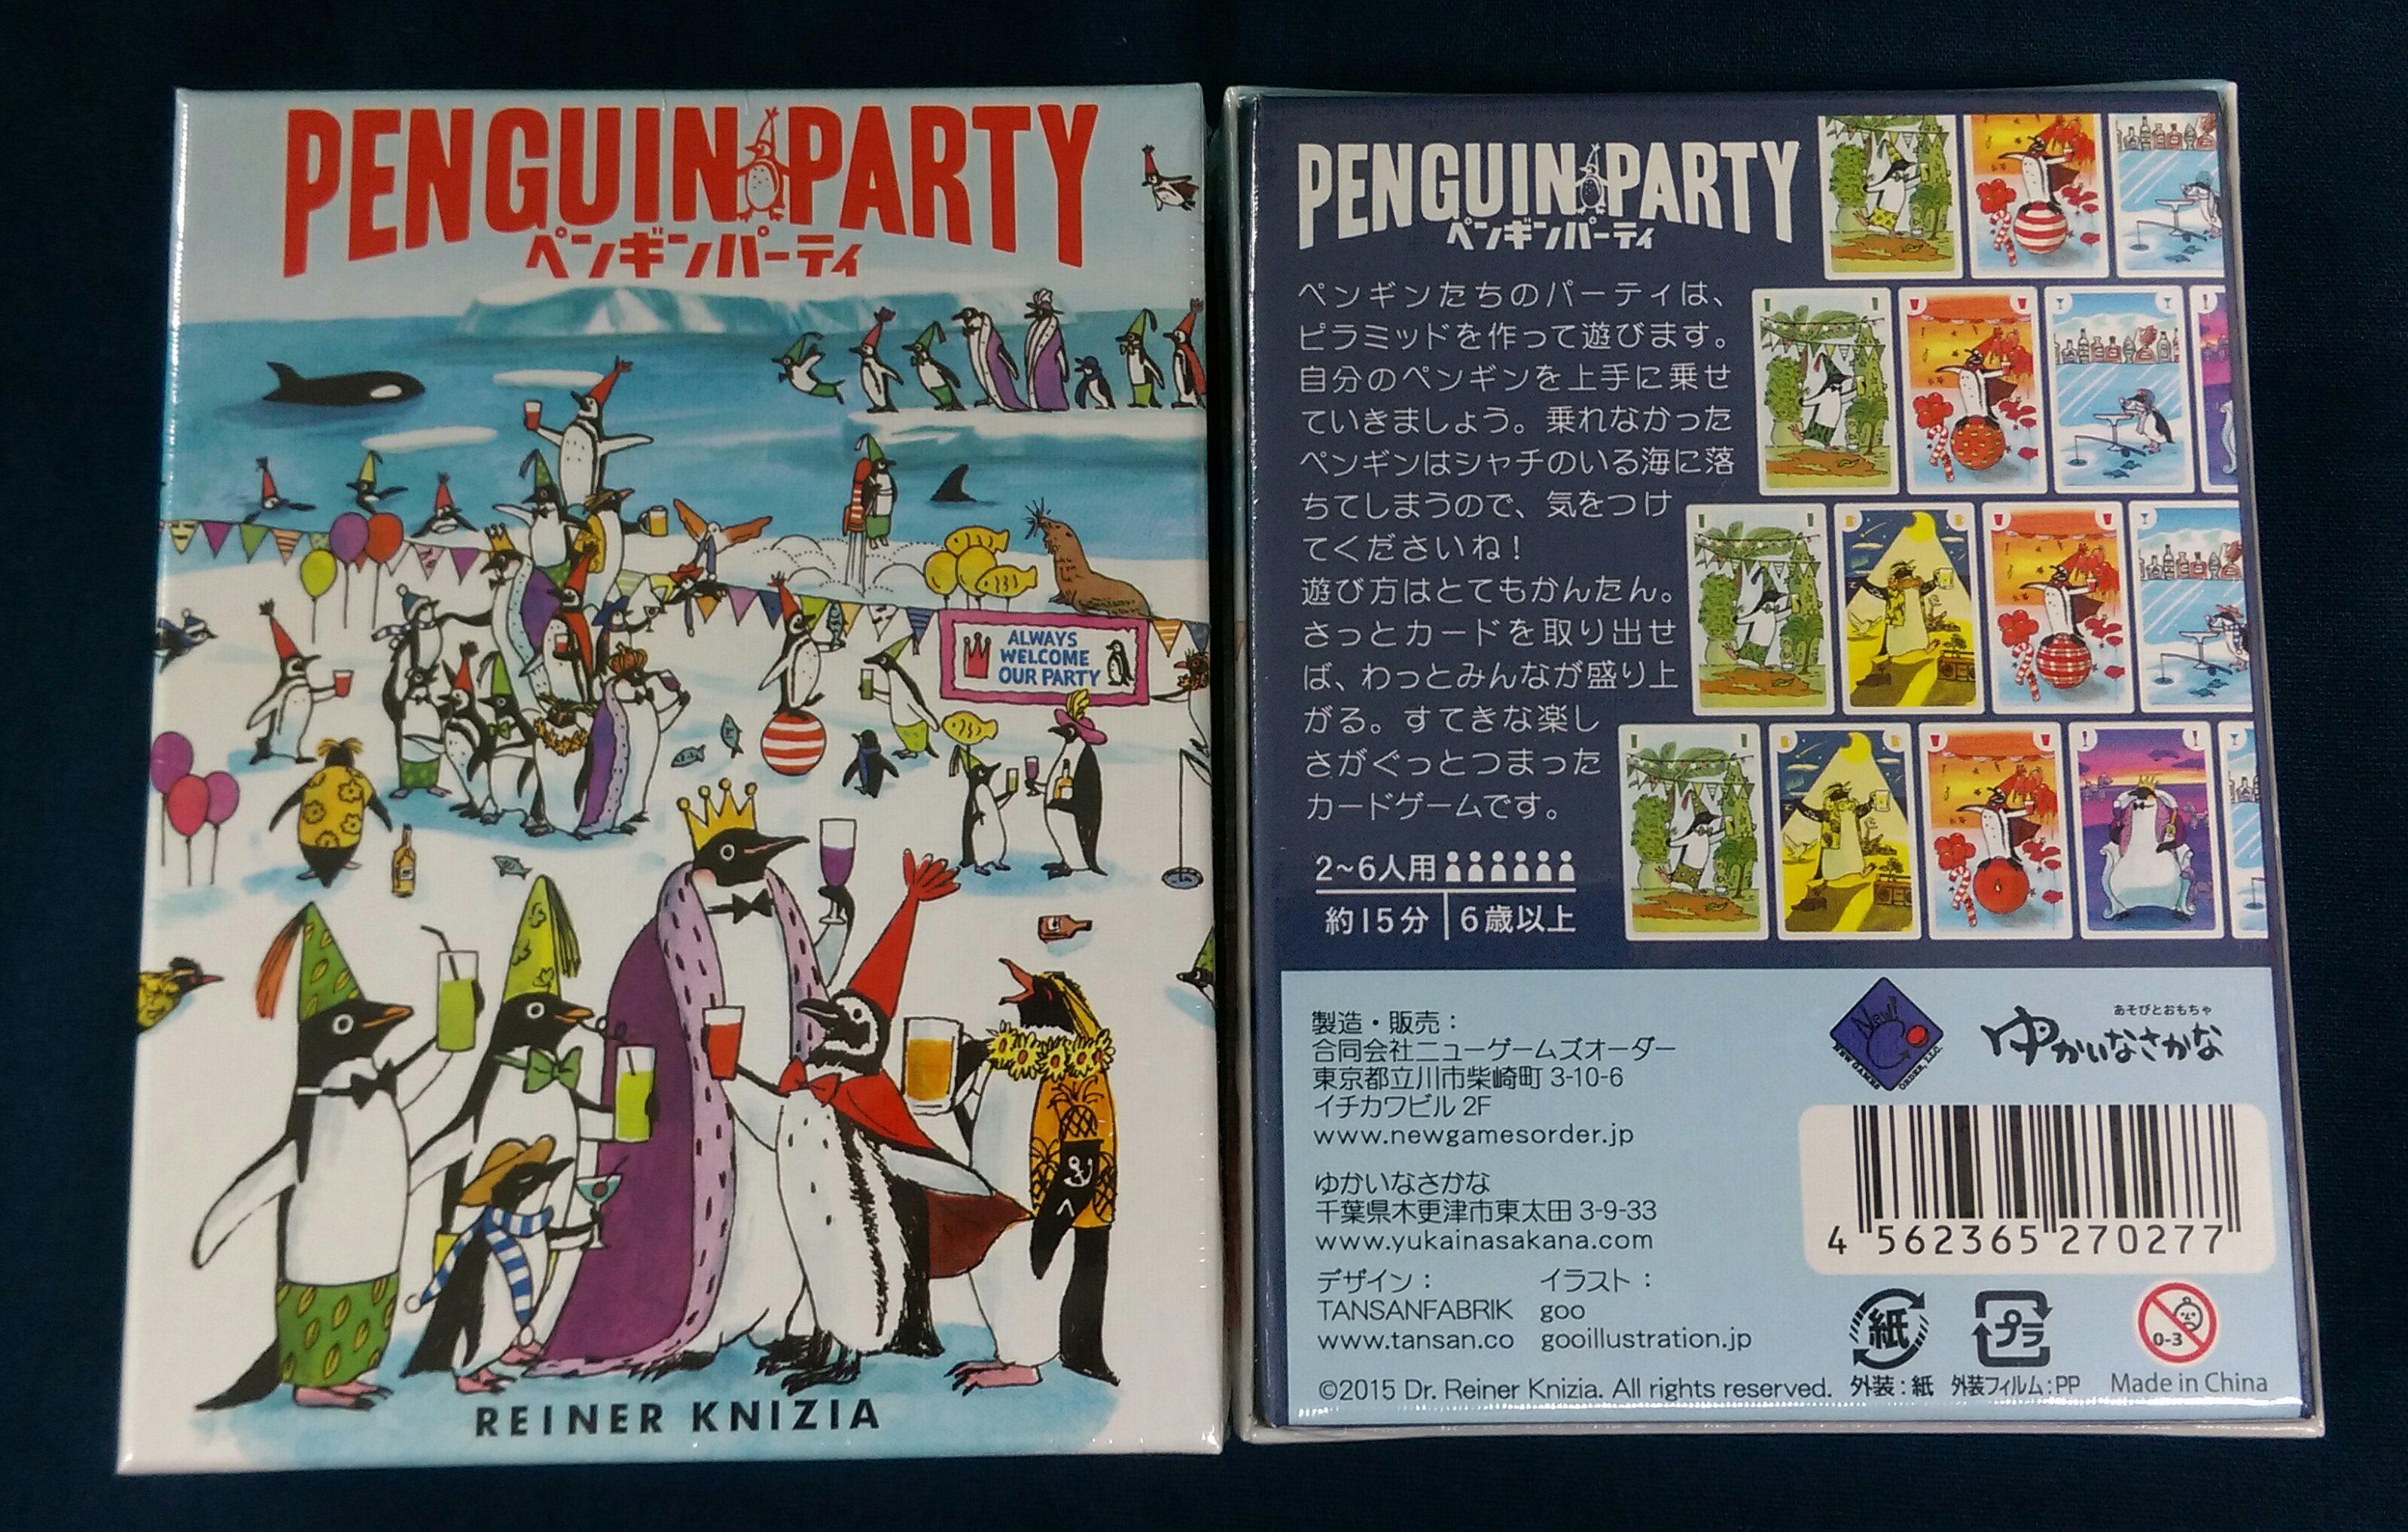 PENGUIN PARTY
ペンギンパーティ
ALWAYS
WELCOME
OUR PARTY
REINER KNIZIA
PENGUIN PARTY
ペンギンパーティ
ペンギンたちのパーティは、
ピラミッドを作って遊びます。
自分のペンギンを上手に乗せ
ていきましょう。乗れなかった
ペンギンはシャチのいる海に落
ちてしまうので、気をつけ
てくださいね!
遊び方はとてもかんたん。
さっとカードを取り出せ
ば、わっとみんなが盛り上
がる。すてきな楽し
さがぐっとつまった
カードゲームです。
2~6人用
約15分 6歳以上
製造・販売：
合同会社ニューゲームズオーダー
東京都立川市柴崎町 3-10-6
イチカワビル 2F
www.newgamesorder.jp
ゆかいなさかな
千葉県木更津市東太田 3-9-33
www.yukainasakana.com
デザイン： イラスト：
TANSANFABRIK goo
www.tansan.co gooillustration.jp
©2015 Dr. Reiner Knizia. All rights reserved.
New!
NEW GAMES ORDER, LLC.
あそびとおもちゃ
ゆかいなさかな
4 562365 270277
紙 プラ 0-3
外装：紙 外装フィルム：PP Made in China